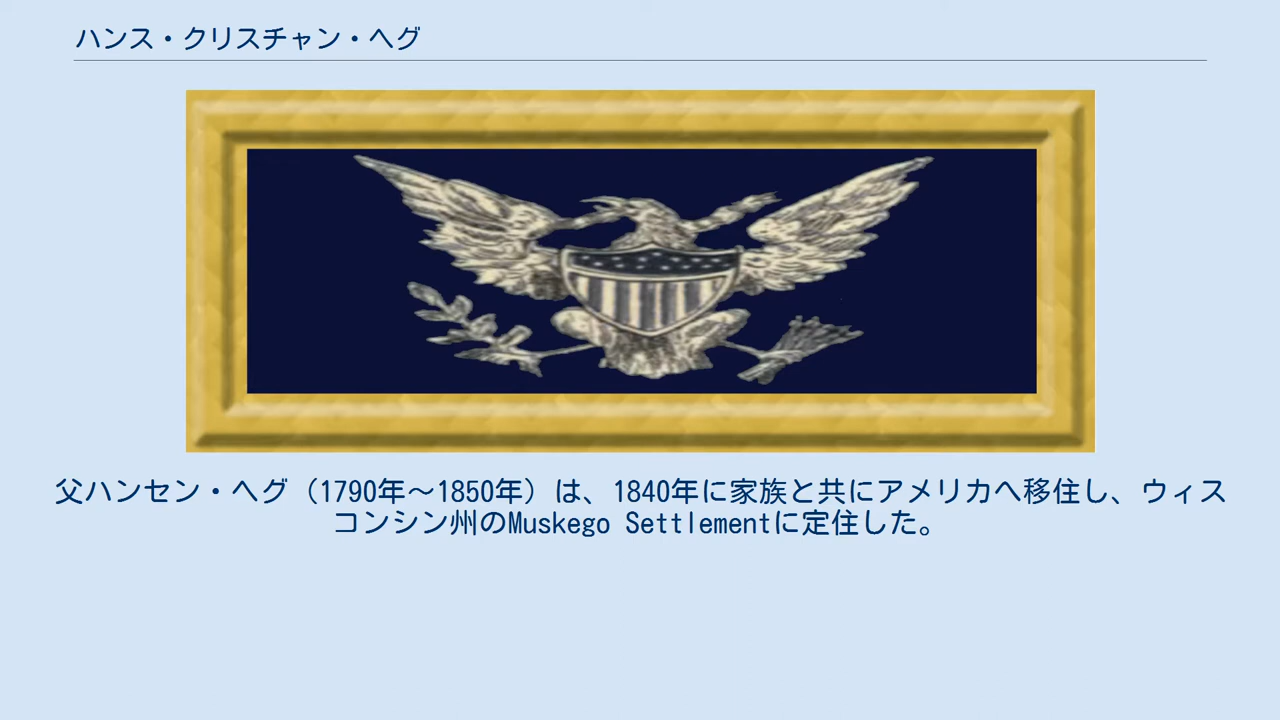 ハンス・クリスチャン・ヘグ
父ハンセン・ヘグ（1790年〜1850年）は、1840年に家族と共にアメリカへ移住し、ウィス
コンシン州のMuskego Settlementに定住した。